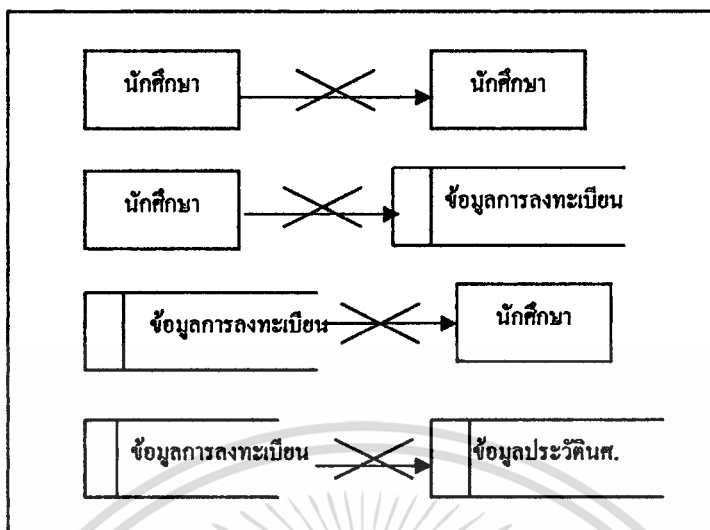 นักศึกษา นักศึกษา
นักศึกษา ข้อมูลการลงทะเบียน
ข้อมูลการลงทะเบียน นักศึกษา
ข้อมูลการลงทะเบียน ข้อมูลประวัตินศ.